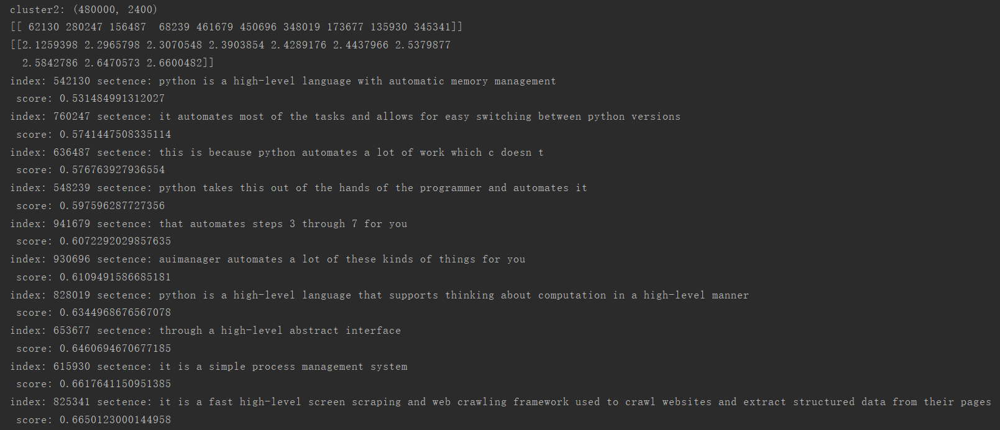 cluster2: (480000, 2400)
[[ 62130 280247 156487  68239 461679 450696 348019 173677 135930 345341]]
[[2.1259398 2.2965798 2.3070548 2.3903854 2.4289176 2.4437966 2.5379877
  2.5842786 2.6470573 2.6600482]]
index: 542130 sectence: python is a high-level language with automatic memory management
 score: 0.531484991312027
index: 760247 sectence: it automates most of the tasks and allows for easy switching between python versions
 score: 0.5741447508335114
index: 636487 sectence: this is because python automates a lot of work which c doesn t
 score: 0.576763927936554
index: 548239 sectence: python takes this out of the hands of the programmer and automates it
 score: 0.597596287727356
index: 941679 sectence: that automates steps 3 through 7 for you
 score: 0.6072292029857635
index: 930696 sectence: auimanager automates a lot of these kinds of things for you
 score: 0.6109491586685181
index: 828019 sectence: python is a high-level language that supports thinking about computation in a high-level manner
 score: 0.6344968676567078
index: 653677 sectence: through a high-level abstract interface
 score: 0.6460694670677185
index: 615930 sectence: it is a simple process management system
 score: 0.6617641150951385
index: 825341 sectence: it is a fast high-level screen scraping and web crawling framework used to crawl websites and extract structured data from their pages
 score: 0.6650123000144958